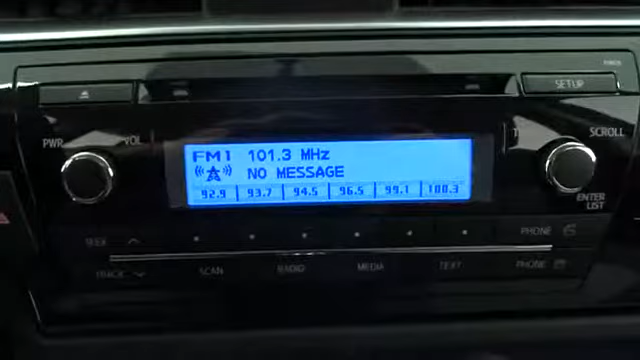 SETUP
PWR VOL
SCROLL
FM1 101.3 MHz
NO MESSAGE
92.9 93.7 94.5 96.5 99.1 100.3
ENTER
LIST
SEEK PHONE
TRACK SCAN RADIO MEDIA TEXT PHONE